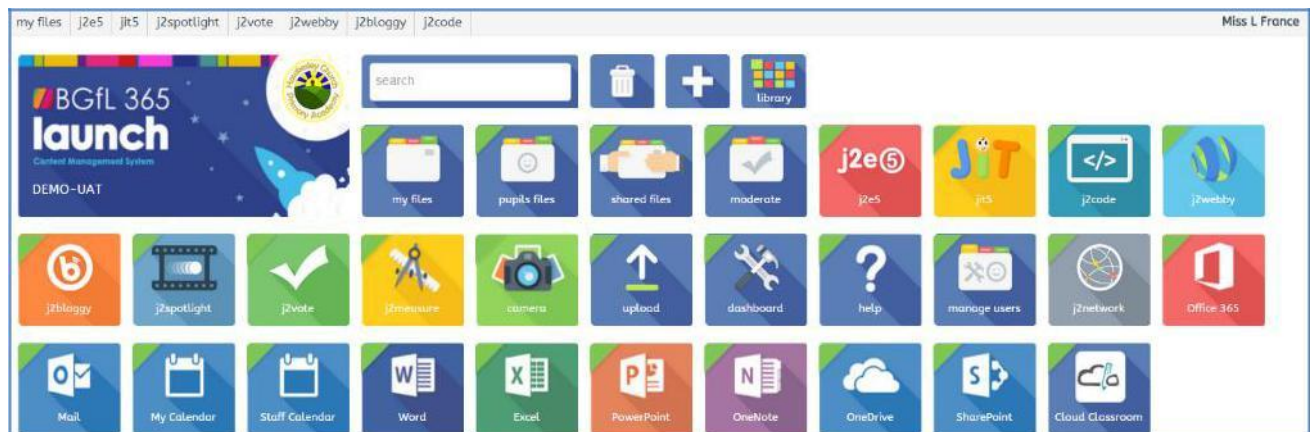 my files j2e5 jit5 j2spotlight j2vote j2webby j2bloggy j2code Miss L France
BGfL 365
launch
Content Management System
DEMO-UAT
Primary Academy
search
library
my files
pupils files
shared files
moderate
j2e5
j2e5
JiT
jit5
</>
j2code
j2webby
b
j2bloggy
j2spotlight
j2vote
j2measure
camera
upload
dashboard
?
help
manage users
j2network
Office 365
O
Mail
My Calendar
Staff Calendar
W
Word
X
Excel
P
PowerPoint
N
OneNote
OneDrive
S
SharePoint
Cloud Classroom